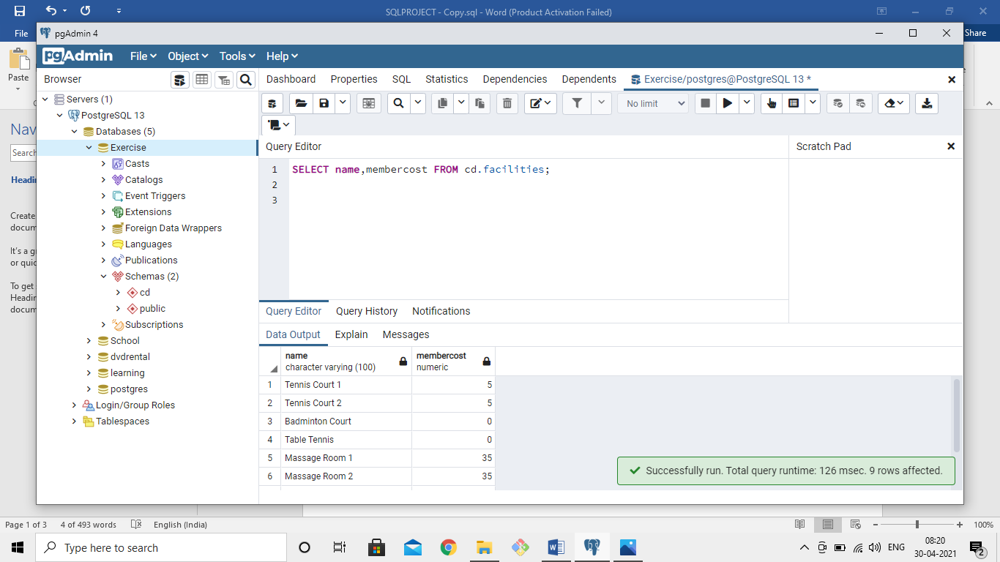 SQLPROJECT - Copy.sql - Word (Product Activation Failed)
File
Share
Paste
Nav
Search
Headin
Create
docum
It's a g
or quic
To get
Headin
docum
pgAdmin 4
pgAdmin
File Object Tools Help
Browser
Dashboard Properties SQL Statistics Dependencies Dependents Exercise/postgres@PostgreSQL 13 *
No limit
Servers (1)
PostgreSQL 13
Databases (5)
Exercise
Casts
Catalogs
Event Triggers
Extensions
Foreign Data Wrappers
Languages
Publications
Schemas (2)
cd
public
Subscriptions
School
dvdrental
learning
postgres
Login/Group Roles
Tablespaces
Query Editor
Scratch Pad
1 SELECT name,membercost FROM cd.facilities;
2
3
Query Editor Query History Notifications
Data Output Explain Messages
name membercost
character varying (100) numeric
1 Tennis Court 1 5
2 Tennis Court 2 5
3 Badminton Court 0
4 Table Tennis 0
5 Massage Room 1 35
6 Massage Room 2 35
Successfully run. Total query runtime: 126 msec. 9 rows affected.
Page 1 of 3 4 of 493 words English (India) 100%
Type here to search
ENG
08:20
30-04-2021
2